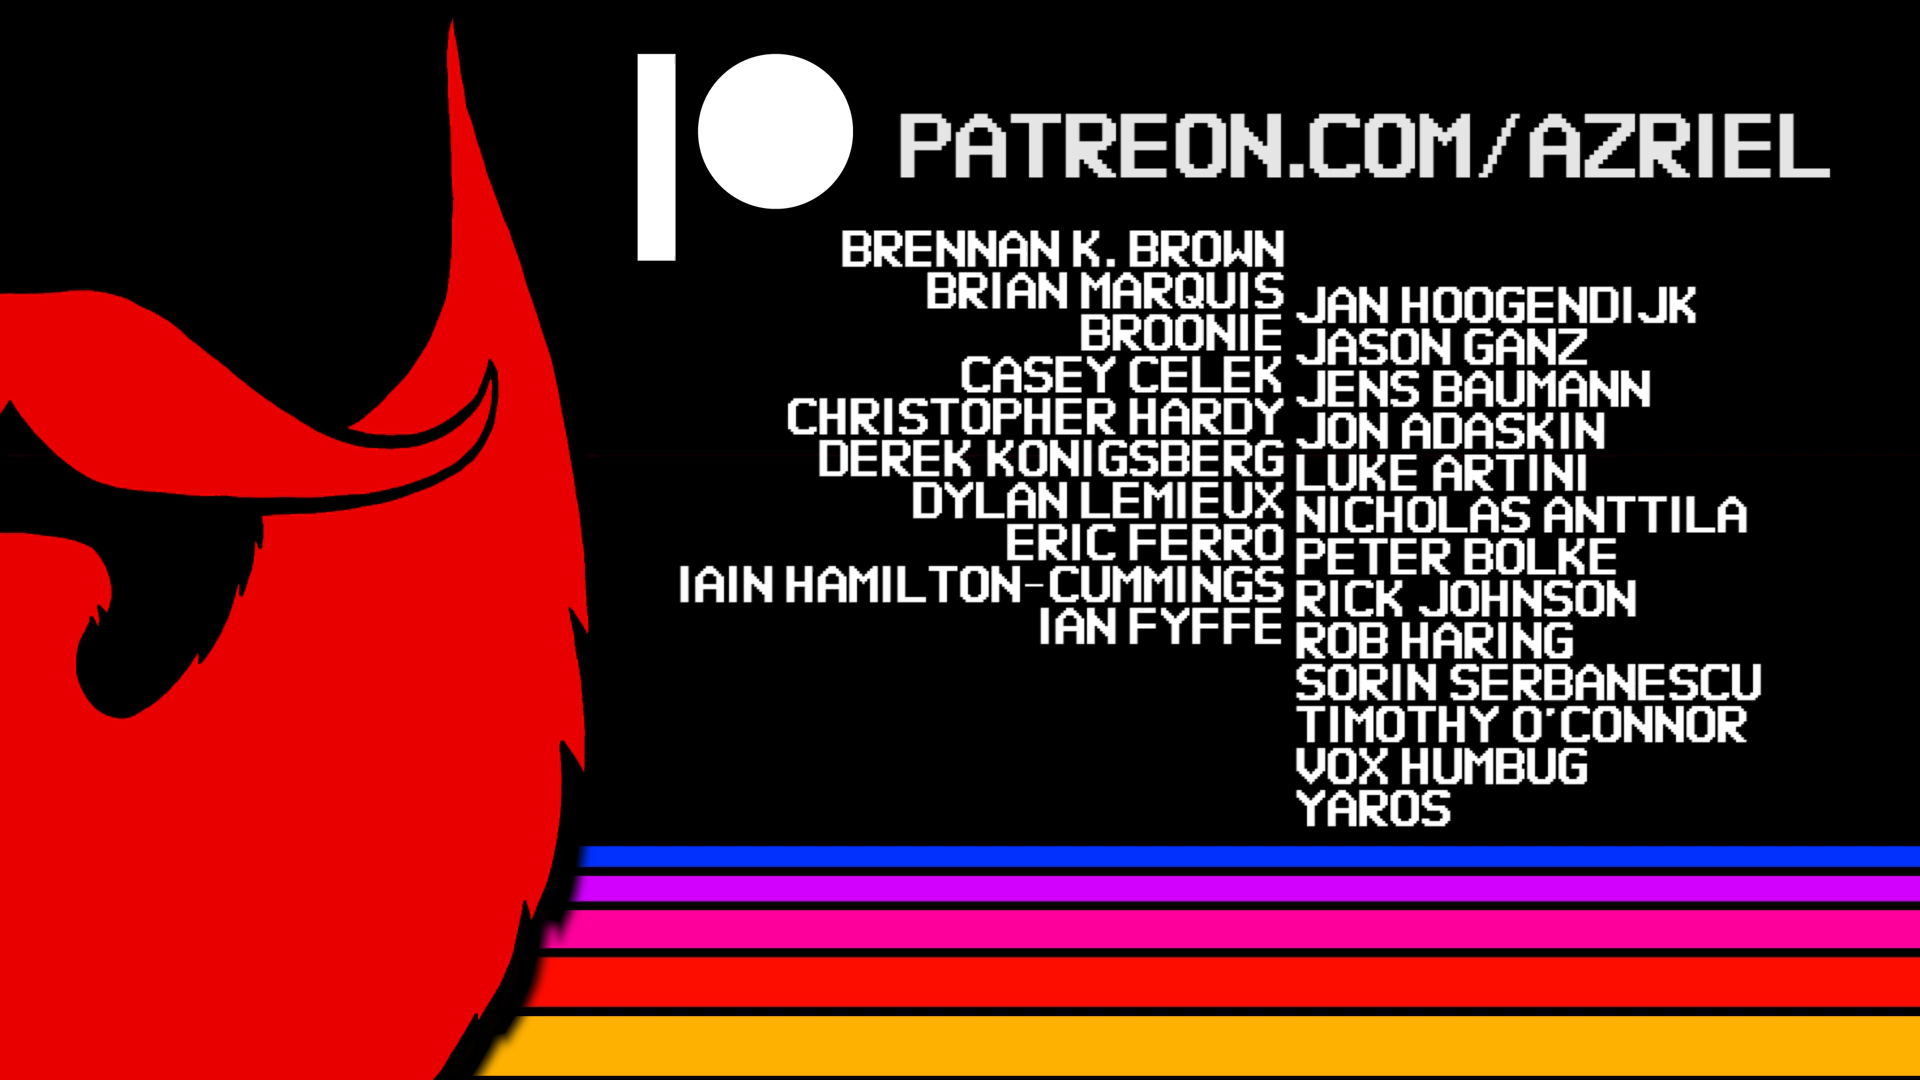 PATREON.COM/AZRIEL
BRENNAN K. BROWN
BRIAN MARQUIS
BROONIE
CASEY CELEK
CHRISTOPHER HARDY
DEREK KONIGSBERG
DYLAN LEMIEUX
ERIC FERRO
IAIN HAMILTON-CUMMINGS
IAN FYFFE
JAN HOOGENDIJK
JASON GANZ
JENS BAUMANN
JON ADASKIN
LUKE ARTINI
NICHOLAS ANTTILA
PETER BOLKE
RICK JOHNSON
ROB HARING
SORIN SERBANESCU
TIMOTHY O'CONNOR
VOX HUMBUG
YAROS